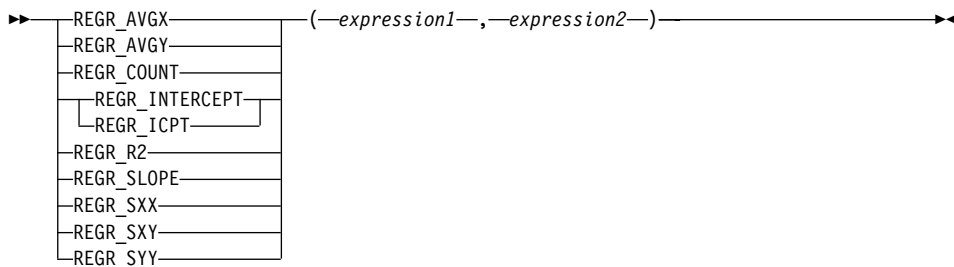 REGR_AVGX (expression1, expression2)
REGR_AVGY
REGR_COUNT
REGR_INTERCEPT
REGR_ICPT
REGR_R2
REGR_SLOPE
REGR_SXX
REGR_SXY
REGR_SYY